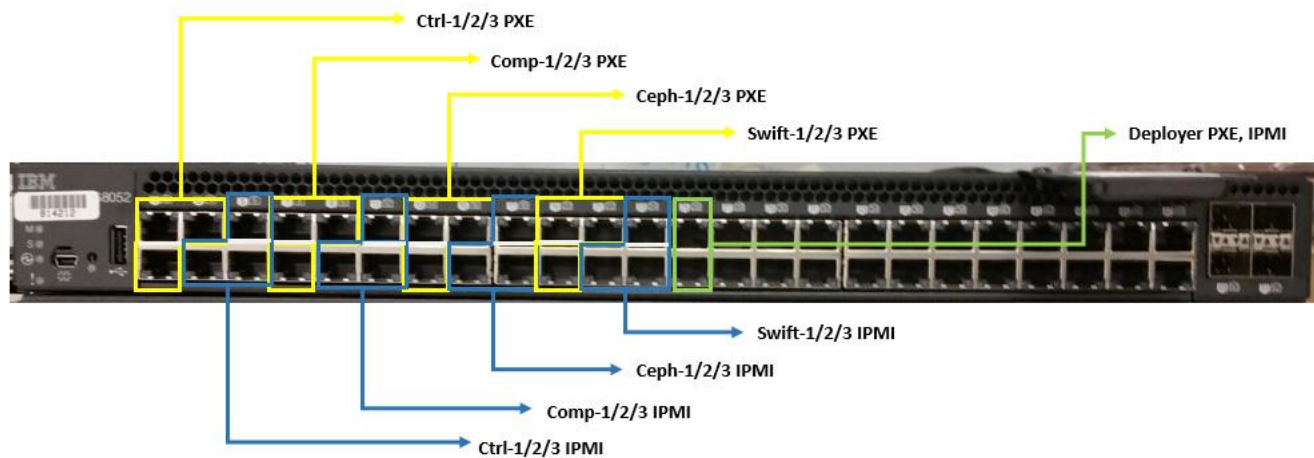 Ctrl-1/2/3 PXE
Comp-1/2/3 PXE
Ceph-1/2/3 PXE
Swift-1/2/3 PXE
Deployer PXE, IPMI
IBM
814212
M
S
Swift-1/2/3 IPMI
Ceph-1/2/3 IPMI
Comp-1/2/3 IPMI
Ctrl-1/2/3 IPMI